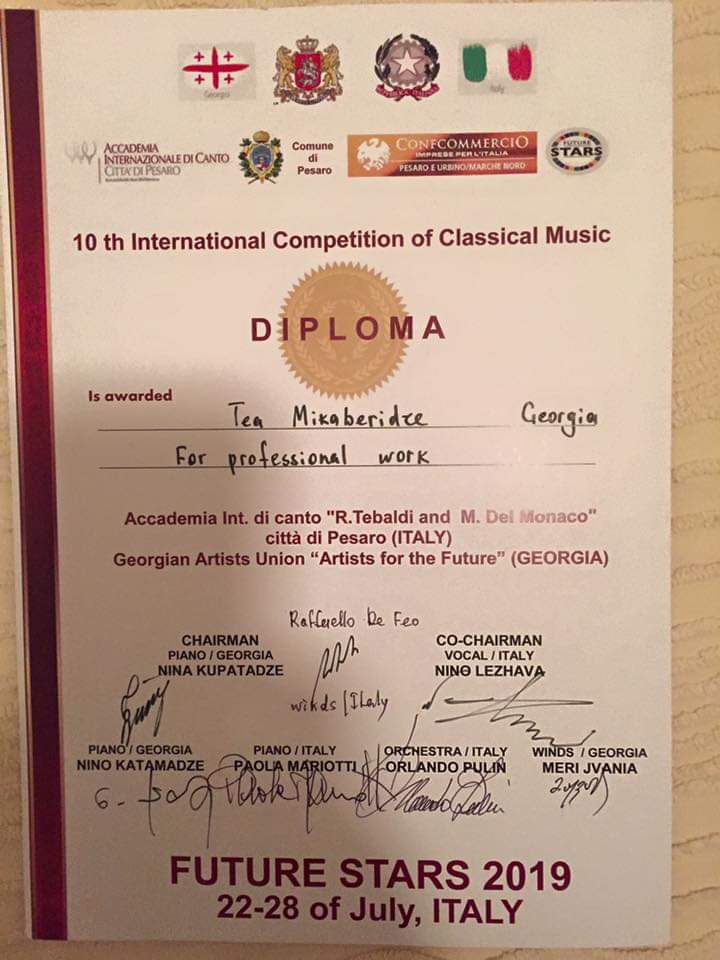 Georgia
Italy
ACCADEMIA
INTERNAZIONALE DI CANTO
CITTÀ DI PESARO
Comune
di
Pesaro
CONFCOMMERCIO
IMPRESE PER L'ITALIA
PESARO E URBINO/MARCHE NORD
FUTURE
STARS
10 th International Competition of Classical Music
DIPLOMA
Is awarded
Tea Mikaberidze Georgia
For professional work
Accademia Int. di canto "R.Tebaldi and M. Del Monaco"
città di Pesaro (ITALY)
Georgian Artists Union “Artists for the Future” (GEORGIA)
Raffaello De Feo
winds / Italy
CHAIRMAN
PIANO / GEORGIA
NINA KUPATADZE
CO-CHAIRMAN
VOCAL / ITALY
NINO LEZHAVA
PIANO / GEORGIA
NINO KATAMADZE
PIANO / ITALY
PAOLA MARIOTTI
ORCHESTRA / ITALY
ORLANDO PULIN
WINDS / GEORGIA
MERI JVANIA
FUTURE STARS 2019
22-28 of July, ITALY